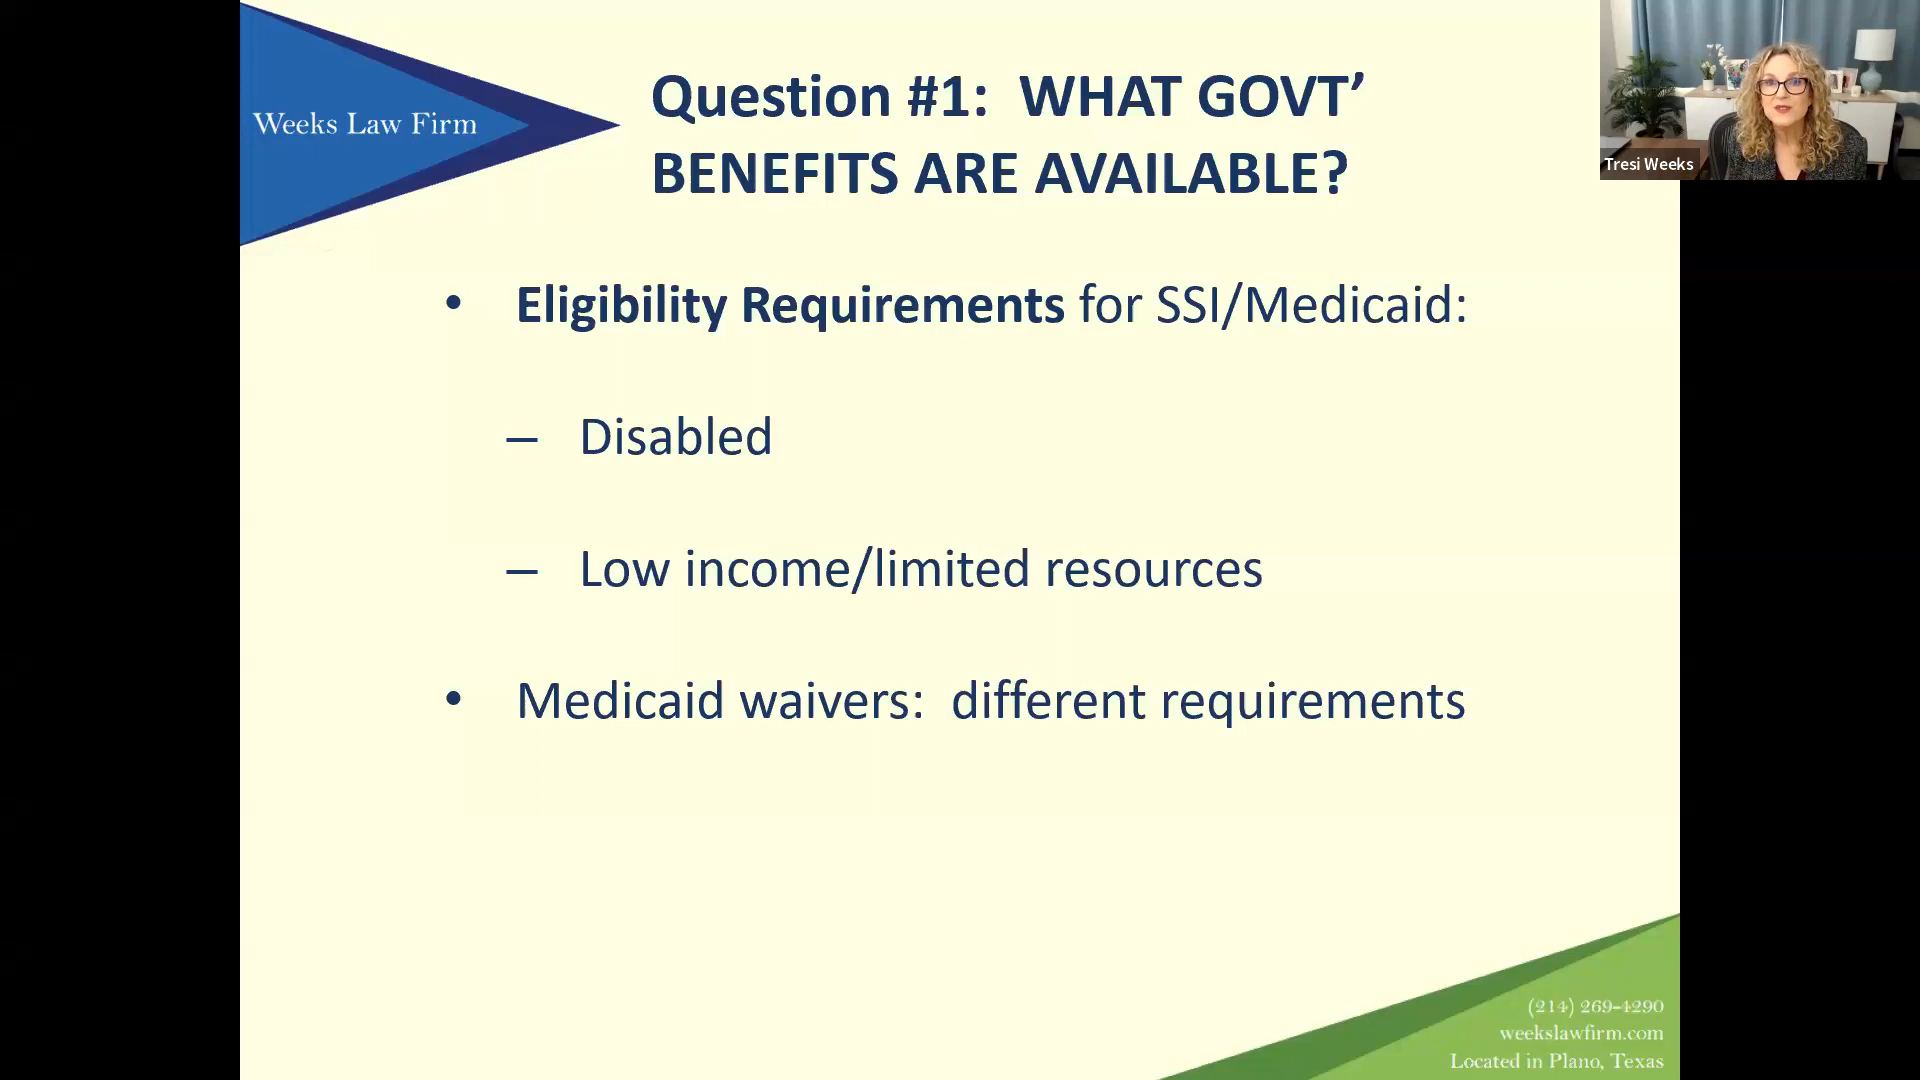 Weeks Law Firm
Question #1:  WHAT GOVT’
BENEFITS ARE AVAILABLE?
Tresi Weeks
• Eligibility Requirements for SSI/Medicaid:
– Disabled
– Low income/limited resources
• Medicaid waivers:  different requirements
(214) 269-4290
weekslawfirm.com
Located in Plano, Texas